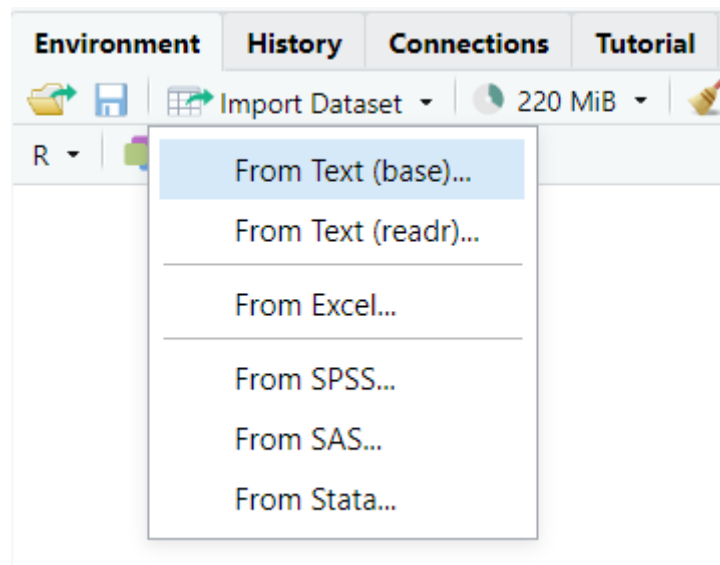 Environment History Connections Tutorial
Import Dataset 220 MiB
R
From Text (base)...
From Text (readr)...
From Excel...
From SPSS...
From SAS...
From Stata...